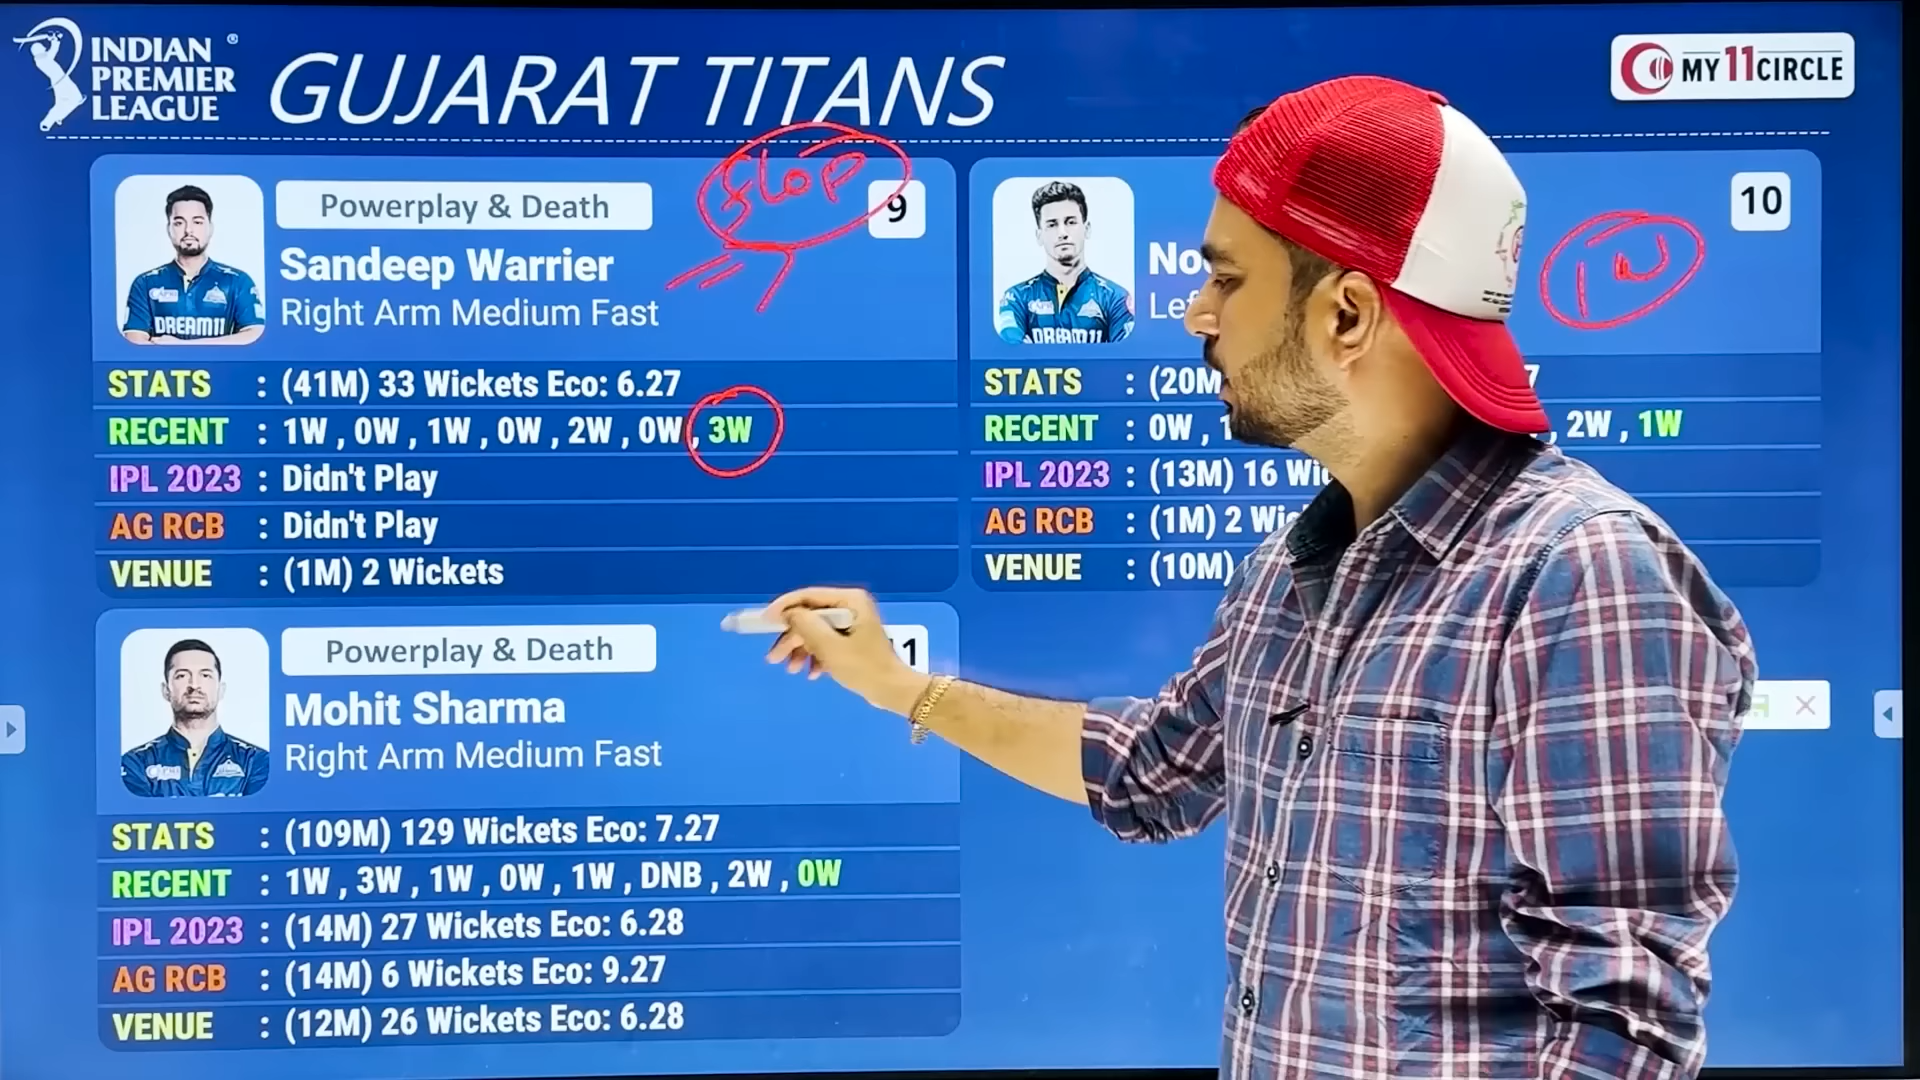 INDIAN
PREMIER
LEAGUE
GUJARAT TITANS
MY11CIRCLE
Powerplay & Death
FLOP
9
Sandeep Warrier
Right Arm Medium Fast
DREAM11
STATS : (41M) 33 Wickets Eco: 6.27
RECENT : 1W , 0W , 1W , 0W , 2W , 0W , 3W
IPL 2023 : Didn't Play
AG RCB : Didn't Play
VENUE : (1M) 2 Wickets
10
1W
DREAM11
STATS : (20M
RECENT : 0W , 2W , 1W
IPL 2023 : (13M) 16
AG RCB : (1M) 2
VENUE : (10M)
Powerplay & Death
Mohit Sharma
Right Arm Medium Fast
STATS : (109M) 129 Wickets Eco: 7.27
RECENT : 1W , 3W , 1W , 0W , 1W , DNB , 2W , 0W
IPL 2023 : (14M) 27 Wickets Eco: 6.28
AG RCB : (14M) 6 Wickets Eco: 9.27
VENUE : (12M) 26 Wickets Eco: 6.28